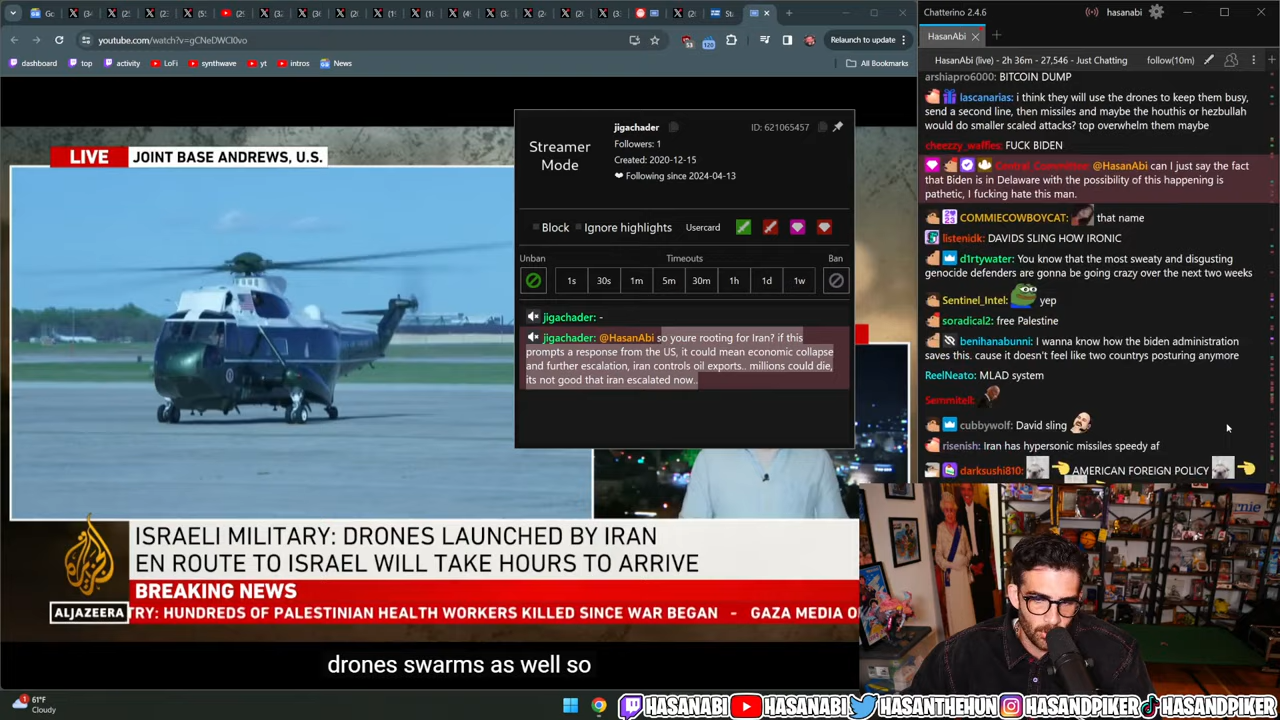 youtube.com/watch?v=gCNeDWCl0vo
Relaunch to update
dashboard
top
activity
LoFi
synthwave
yt
intros
News
All Bookmarks
LIVE
JOINT BASE ANDREWS, U.S.
Streamer
Mode
jigachader
ID: 621065457
Followers: 1
Created: 2020-12-15
❤ Following since 2024-04-13
Block
Ignore highlights
Usercard
Unban
Timeouts
Ban
1s
30s
1m
5m
30m
1h
1d
1w
jigachader: -
jigachader: @HasanAbi so youre rooting for Iran? if this
prompts a response from the US, it could mean economic collapse
and further escalation, iran controls oil exports.. millions could die,
its not good that iran escalated now..
ISRAELI MILITARY: DRONES LAUNCHED BY IRAN
EN ROUTE TO ISRAEL WILL TAKE HOURS TO ARRIVE
BREAKING NEWS
ALJAZEERA
TRY: HUNDREDS OF PALESTINIAN HEALTH WORKERS KILLED SINCE WAR BEGAN - GAZA MEDIA O
drones swarms as well so
61°F
Cloudy
Chatterino 2.4.6
hasanabi
HasanAbi
HasanAbi (live) - 2h 36m - 27,546 - Just Chatting
follow(10m)
arshiapro6000: BITCOIN DUMP
lascanarias: i think they will use the drones to keep them busy,
send a second line, then missiles and maybe the houthis or hezbullah
would do smaller scaled attacks? top overwhelm them maybe
cheezzy_waffles: FUCK BIDEN
Central_Committee: @HasanAbi can I just say the fact
that Biden is in Delaware with the possibility of this happening is
pathetic, I fucking hate this man.
COMMIECOWBOYCAT: that name
listenidk: DAVIDS SLING HOW IRONIC
d1rtywater: You know that the most sweaty and disgusting
genocide defenders are gonna be going crazy over the next two weeks
Sentinel_Intel: yep
soradical2: free Palestine
benihanabunni: I wanna know how the biden administration
saves this. cause it doesn't feel like two countrys posturing anymore
ReelNeato: MLAD system
Semmitell:
cubbywolf: David sling
risenish: Iran has hypersonic missiles speedy af
darksushi810: AMERICAN FOREIGN POLICY
ernie
HASANABI
HASANABI
HASANTHEHUN
HASANDPIKER
HASANDPIKER